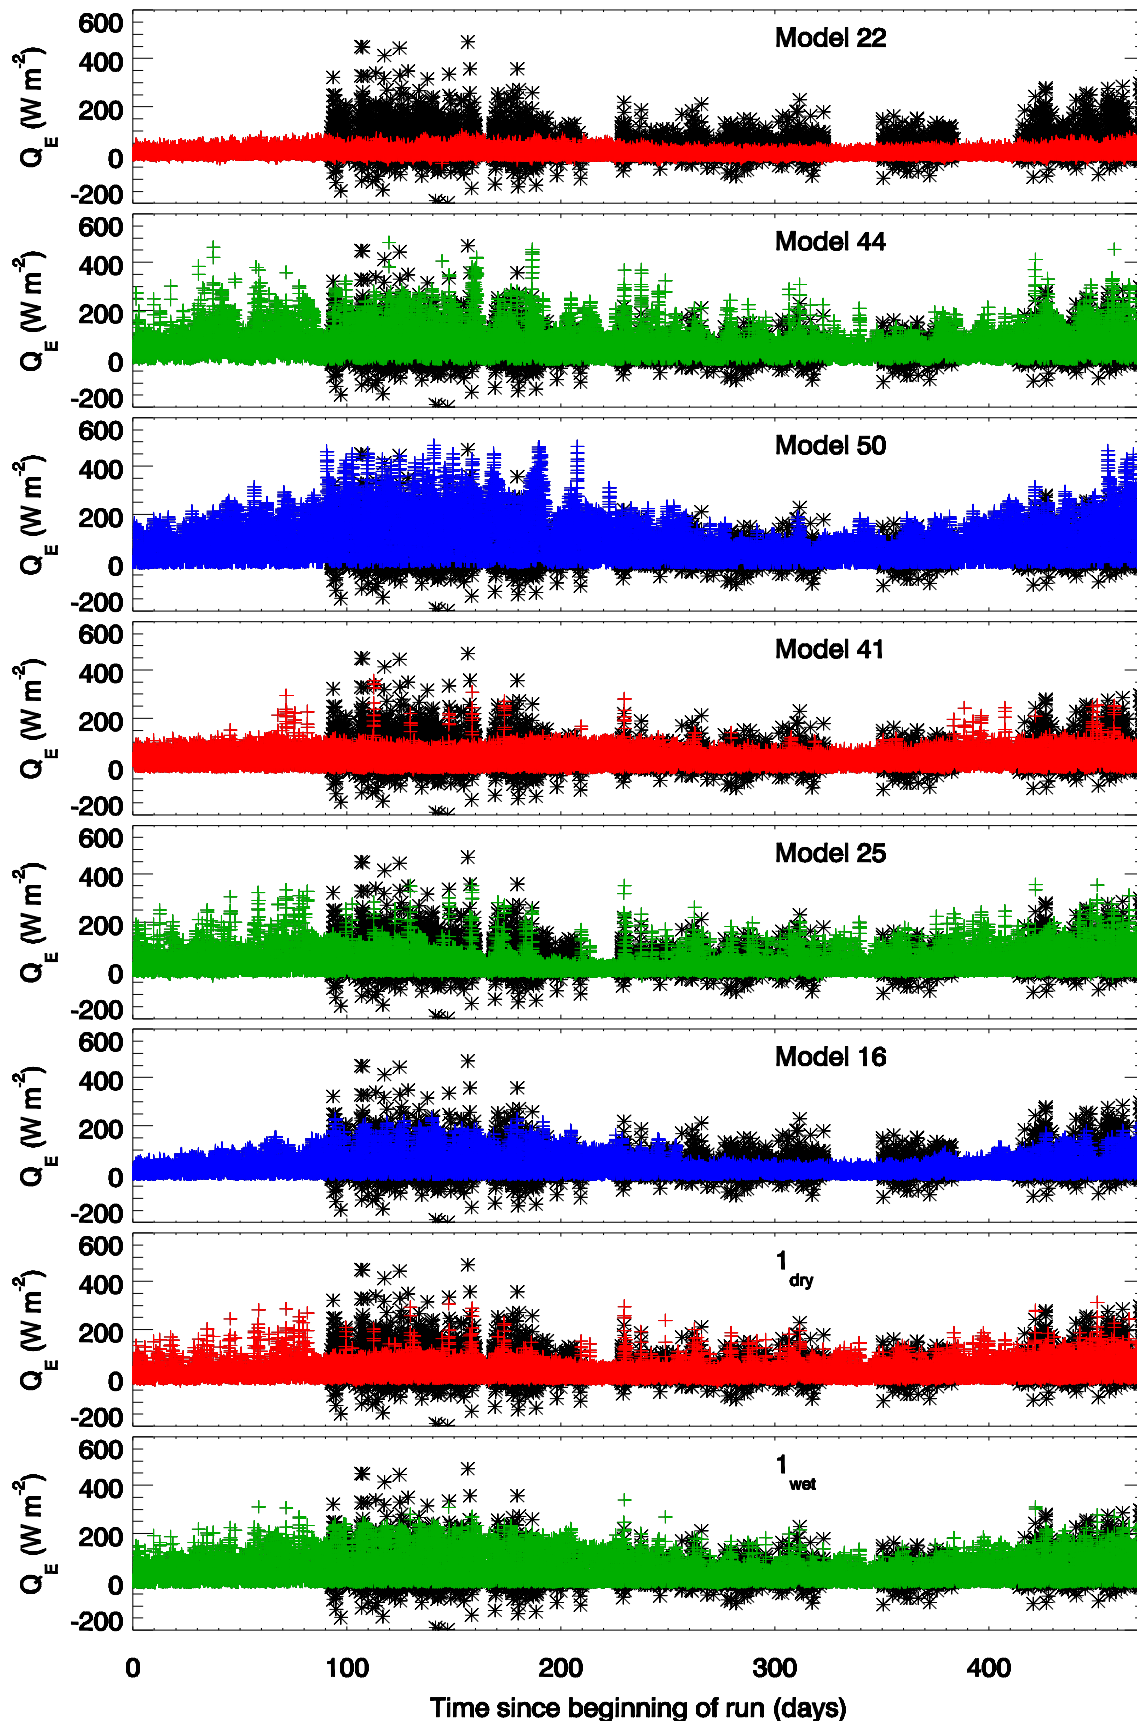 600
400
200
0
-200
Q_E (W m^-2)
Model 22
600
400
200
0
-200
Q_E (W m^-2)
Model 44
600
400
200
0
-200
Q_E (W m^-2)
Model 50
600
400
200
0
-200
Q_E (W m^-2)
Model 41
600
400
200
0
-200
Q_E (W m^-2)
Model 25
600
400
200
0
-200
Q_E (W m^-2)
Model 16
600
400
200
0
-200
Q_E (W m^-2)
1_dry
600
400
200
0
-200
Q_E (W m^-2)
1_wet
0 100 200 300 400
Time since beginning of run (days)